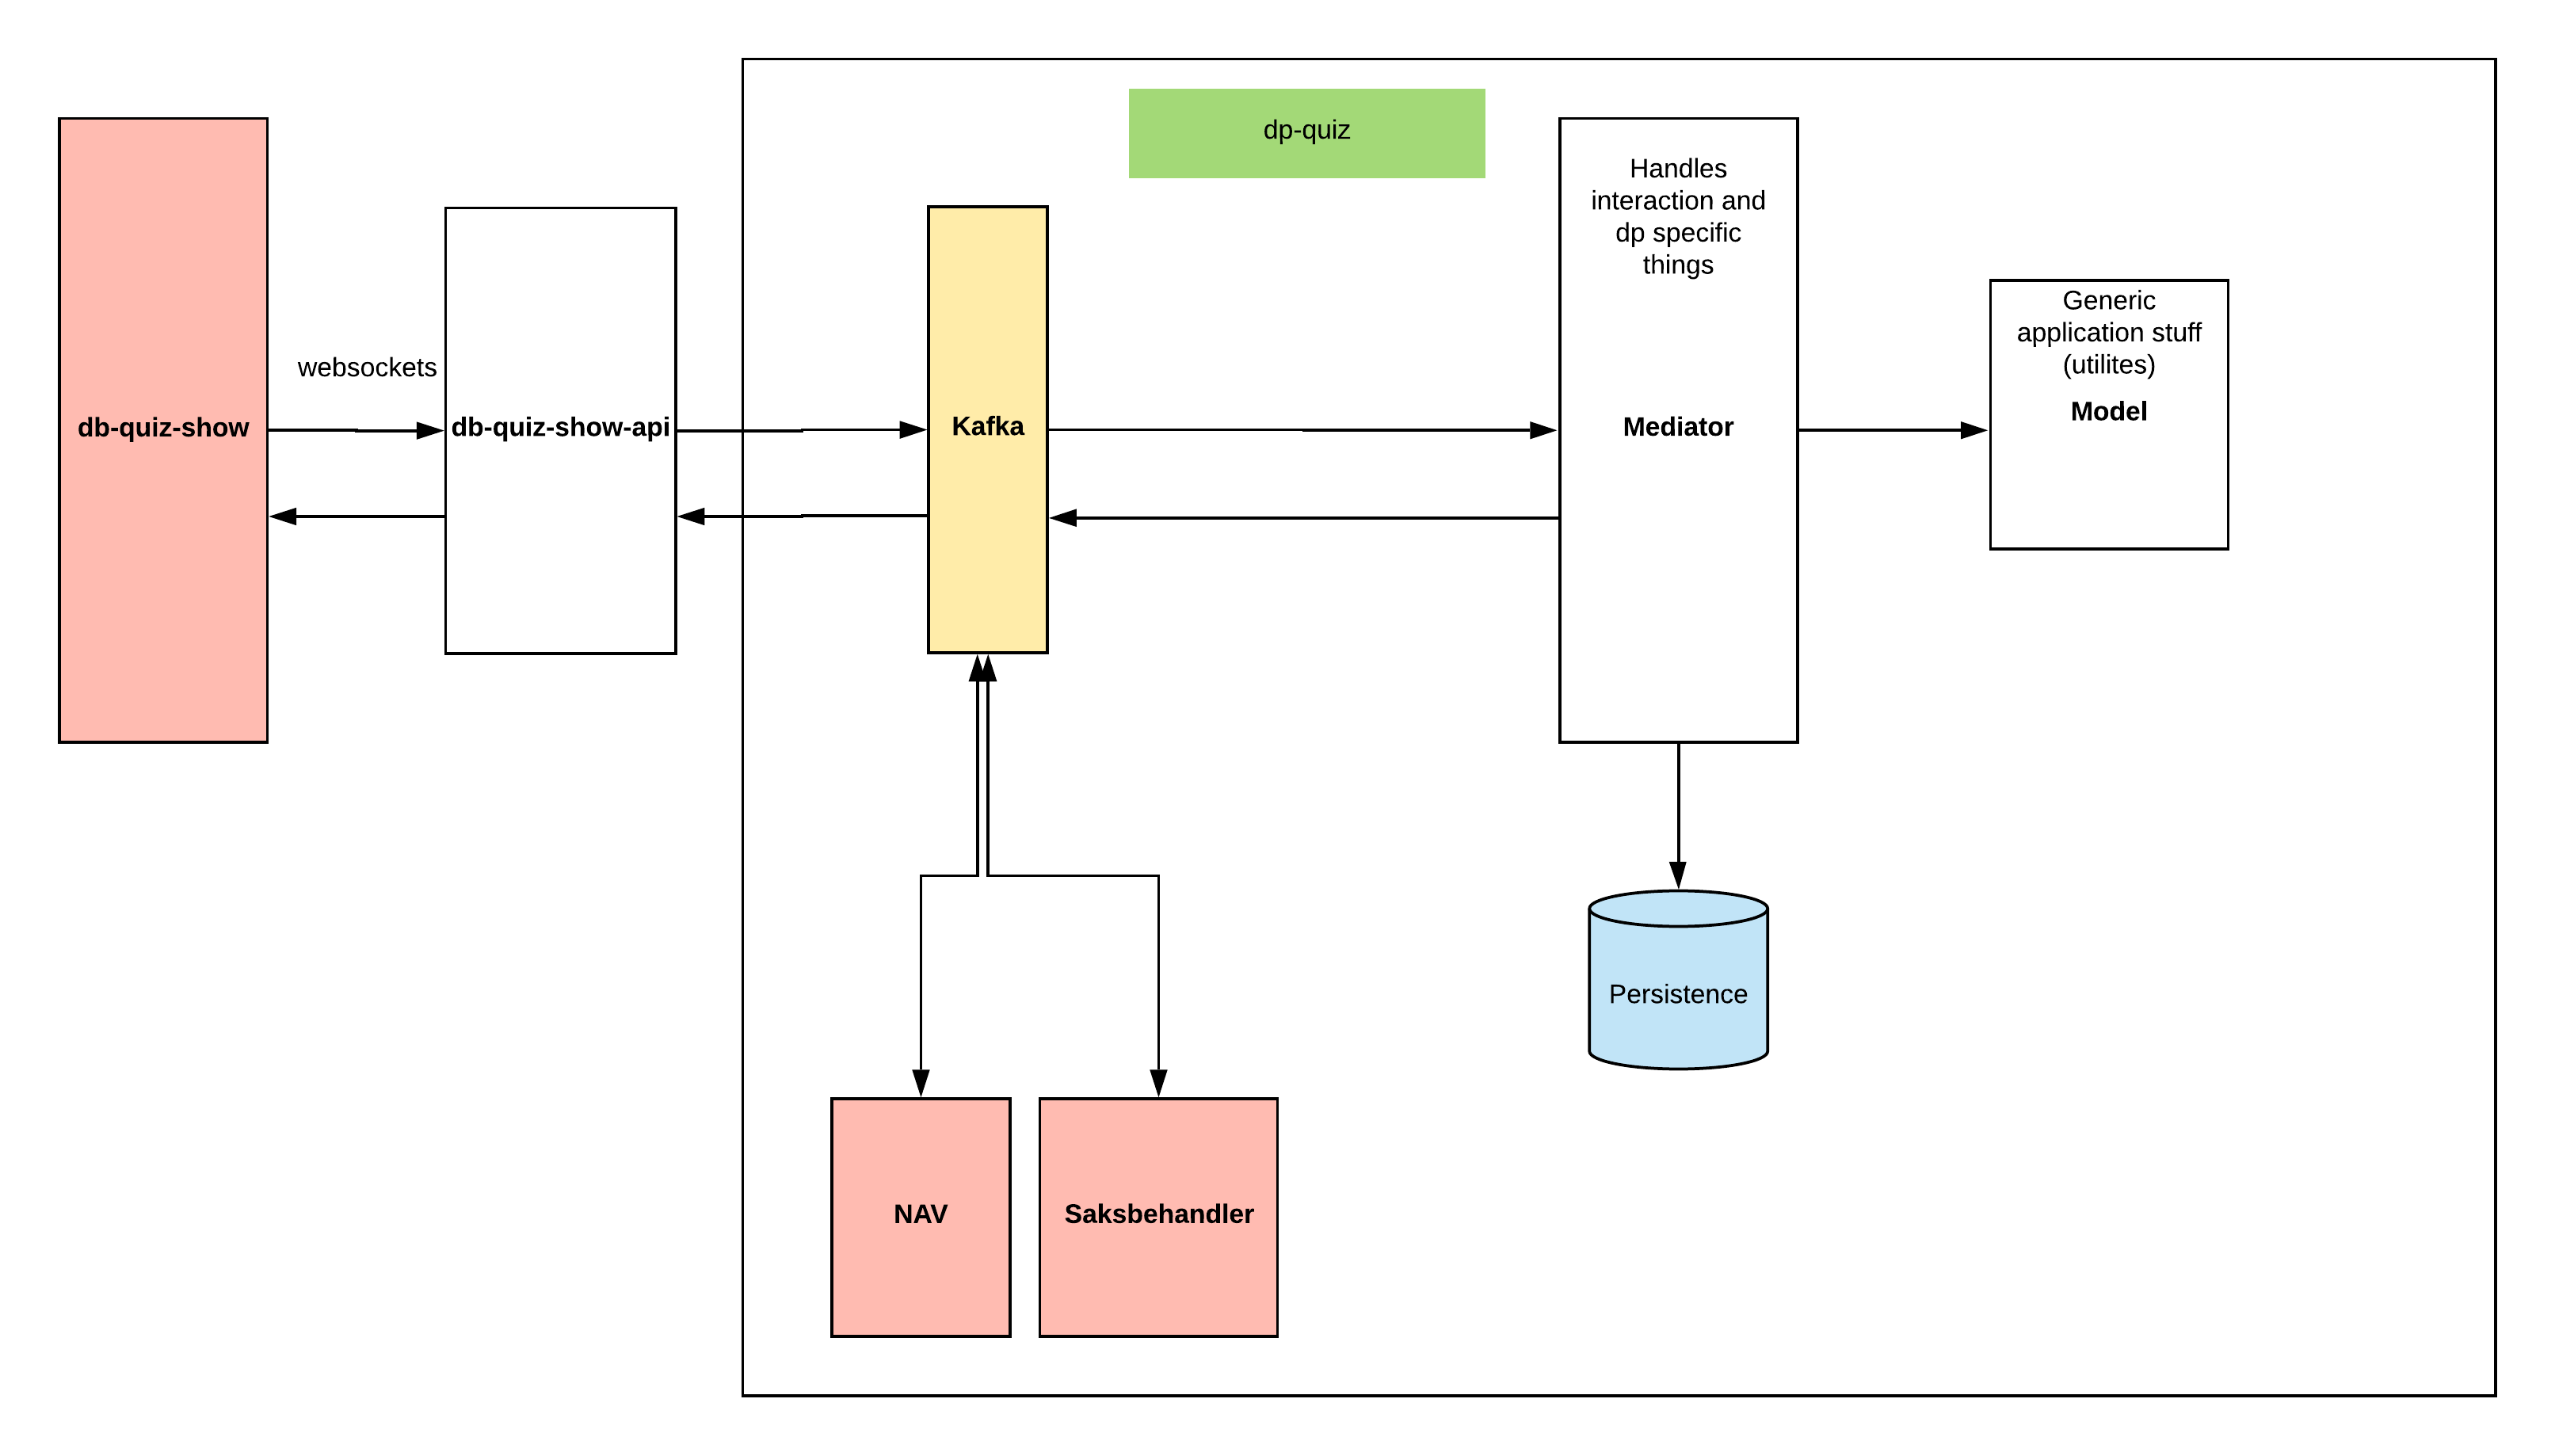 dp-quiz
Handles
interaction and
dp specific
things
Generic
application stuff
(utilites)
Model
websockets
db-quiz-show
db-quiz-show-api
Kafka
Mediator
Persistence
NAV
Saksbehandler